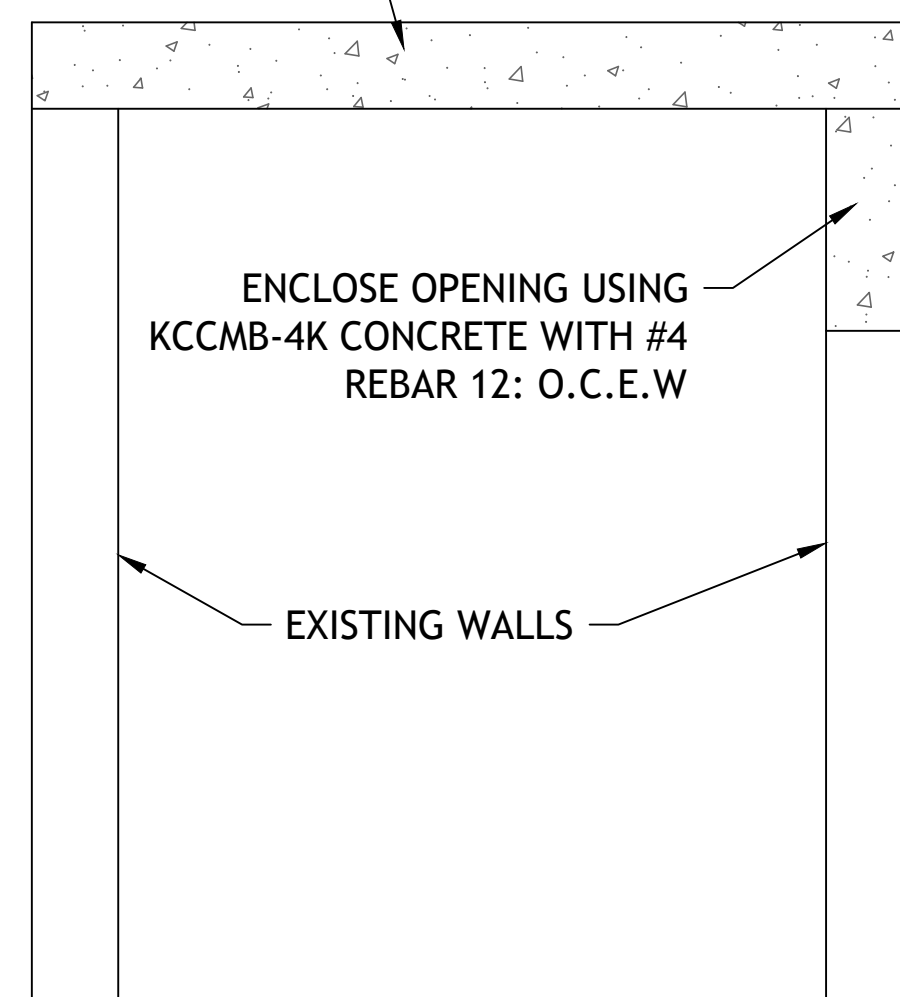 ENCLOSE OPENING USING
KCCMB-4K CONCRETE WITH #4
REBAR 12: O.C.E.W
EXISTING WALLS